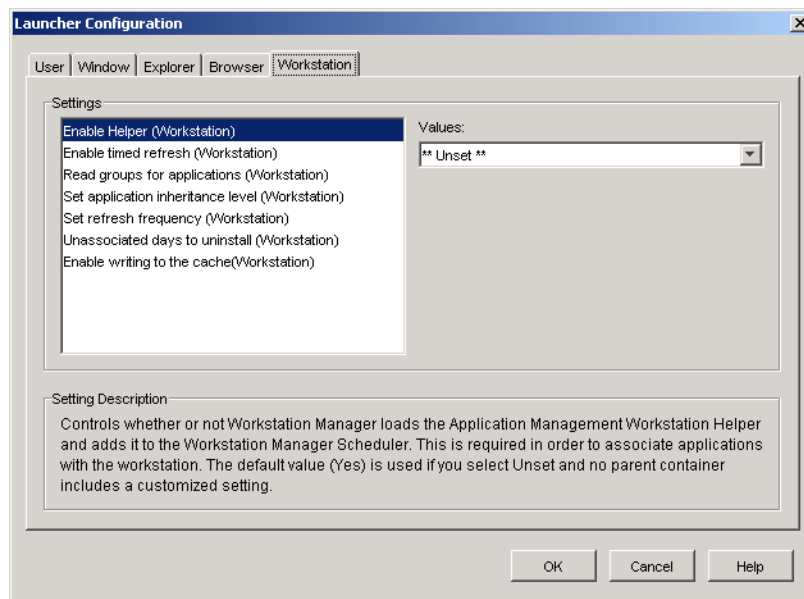 Launcher Configuration
User Window Explorer Browser Workstation
Settings
Enable Helper (Workstation)
Enable timed refresh (Workstation)
Read groups for applications (Workstation)
Set application inheritance level (Workstation)
Set refresh frequency (Workstation)
Unassociated days to uninstall (Workstation)
Enable writing to the cache(Workstation)
Values:
** Unset **
Setting Description
Controls whether or not Workstation Manager loads the Application Management Workstation Helper
and adds it to the Workstation Manager Scheduler. This is required in order to associate applications
with the workstation. The default value (Yes) is used if you select Unset and no parent container
includes a customized setting.
OK Cancel Help